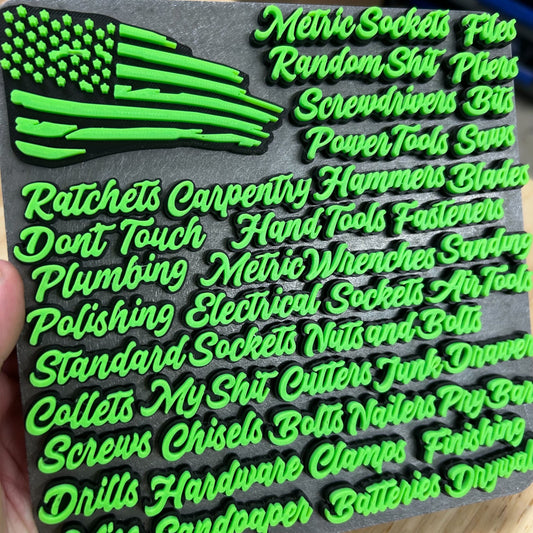 Metric Sockets Files
Random Shit Pliers
Screwdrivers Bits
Power Tools Saws
Ratchets Carpentry Hammers Blades
Don't Touch Hand Tools Fasteners
Plumbing Metric Wrenches Sanding
Polishing Electrical Sockets Air Tools
Standard Sockets Nuts and Bolts
Collets My Shit Cutters Junk Drawer
Screws Chisels Bolts Nailers Pry Bar
Drills Hardware Clamps Finishing
Sandpaper Batteries Drywal